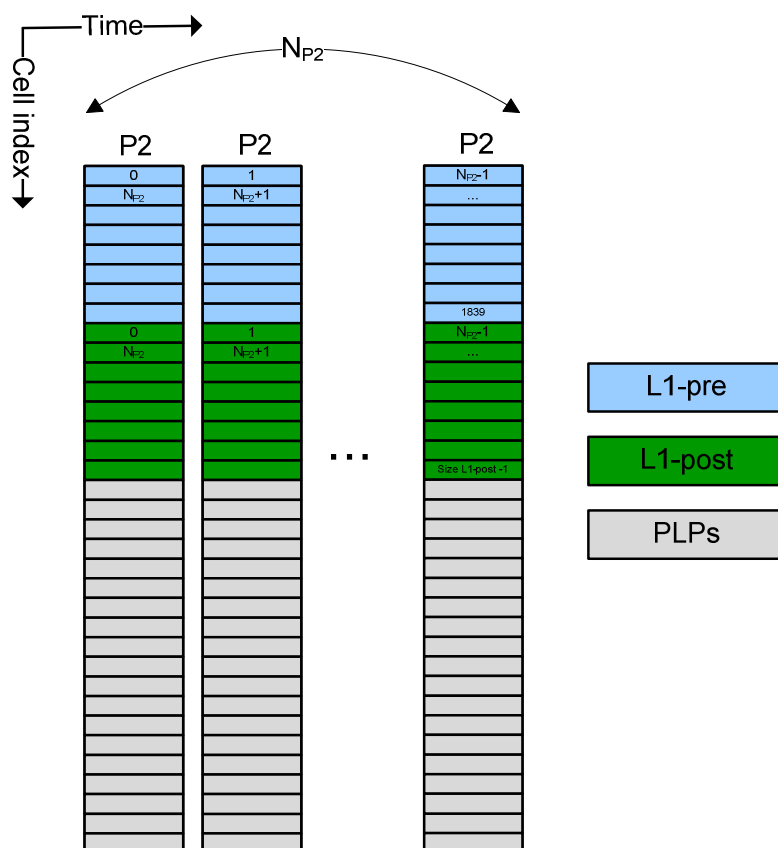 Time
Cell index
NP2
P2 P2 P2
0 1 NP2-1
NP2 NP2+1 ...
1839
0 1 NP2-1
NP2 NP2+1 ...
...
Size L1-post -1
L1-pre
L1-post
PLPs